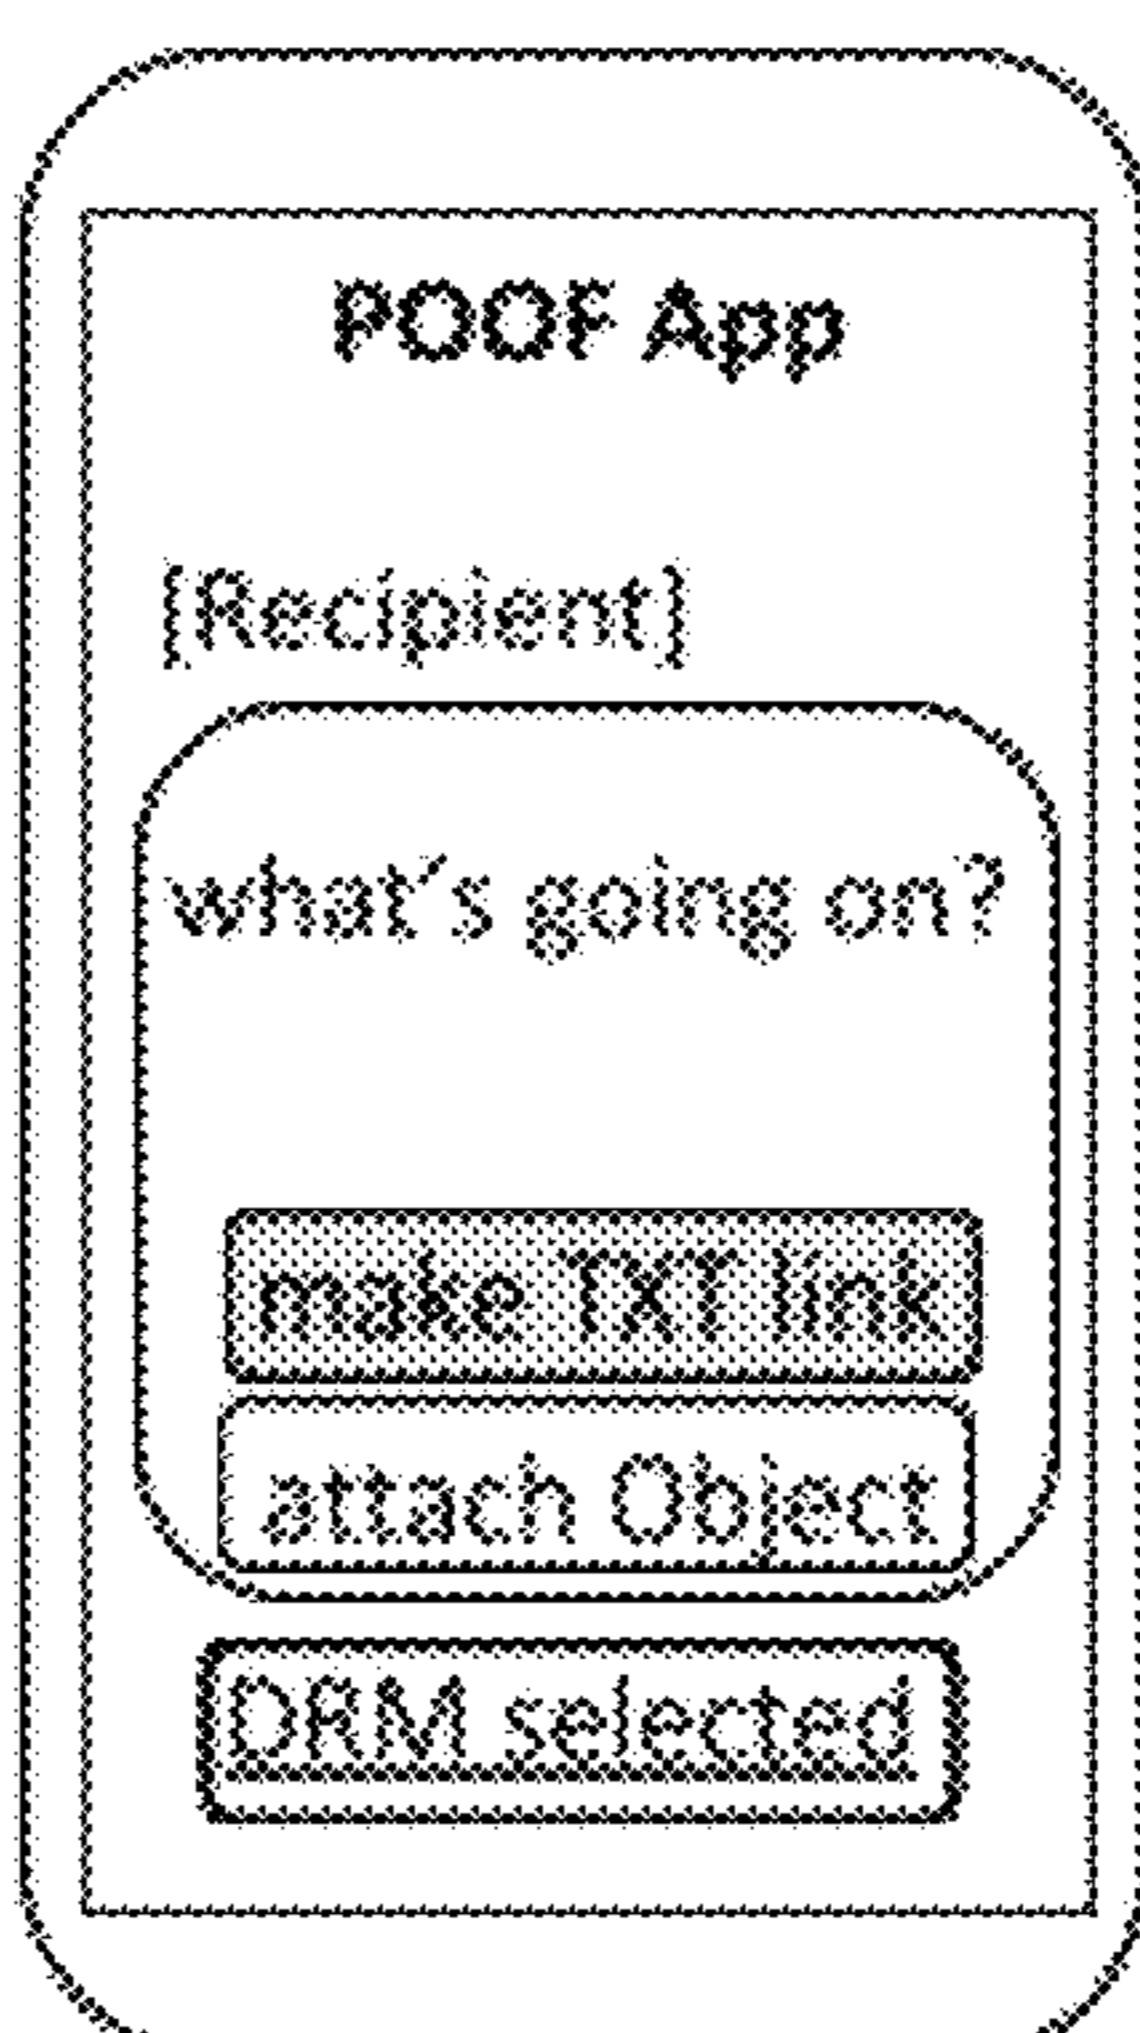 POOF App
[Recipient]
what's going on?
make TXT link
attach Object
DRM selected